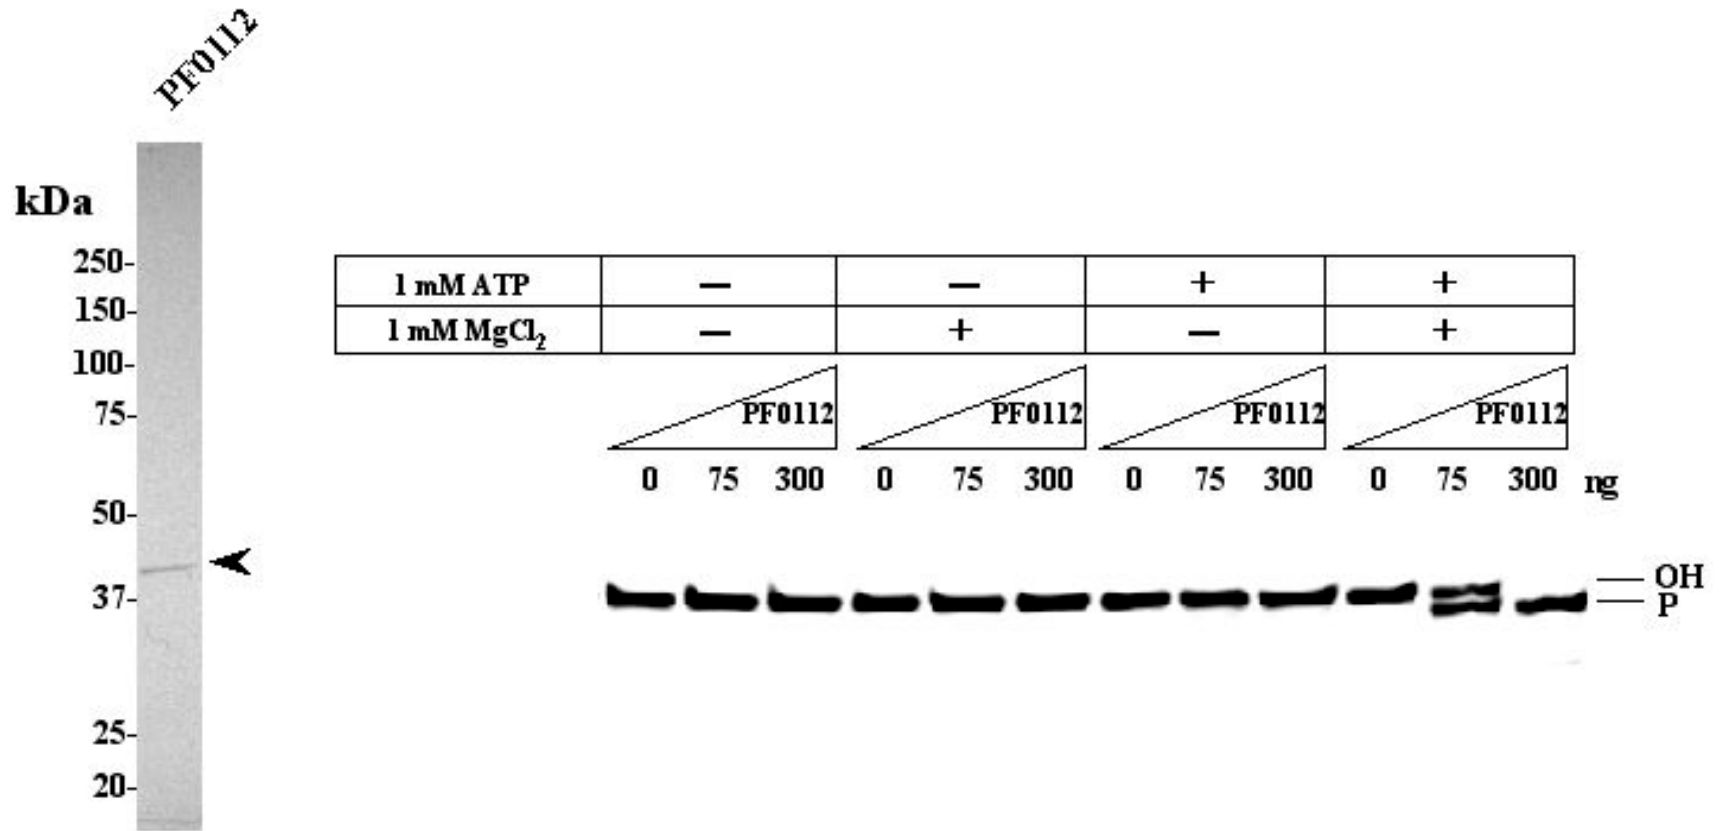 PF0112
kDa
250-
150-
100-
75-
50-
37-
25-
20-
1 mM ATP — — + +
1 mM MgCl₂ — + — +
PF0112 PF0112 PF0112 PF0112
0 75 300 0 75 300 0 75 300 0 75 300 ng
OH
P